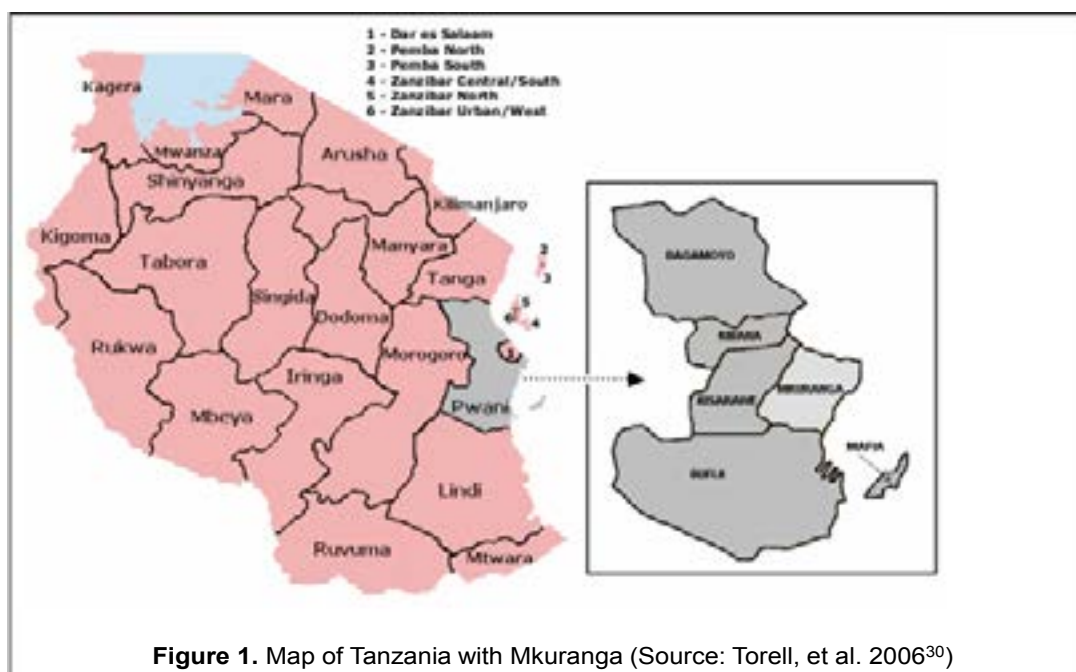 1 - Dar es Salaam
2 - Pemba North
3 - Pemba South
4 - Zanzibar Central/South
5 - Zanzibar North
6 - Zanzibar Urban/West
Kagera
Mara
Mwanza
Arusha
Shinyanga
Kilimanjaro
Kigoma
Manyara
Tabora
Tanga
Singida
Dodoma
Rukwa
Morogoro
Iringa
Pwani
Mbeya
Lindi
Ruvuma
Mtwara
2
3
5
6
4
1
BAGAMOYO
KIBAHA
KISARAWE
MKURANGA
MAFIA
Figure 1. Map of Tanzania with Mkuranga (Source: Torell, et al. 2006³⁰)